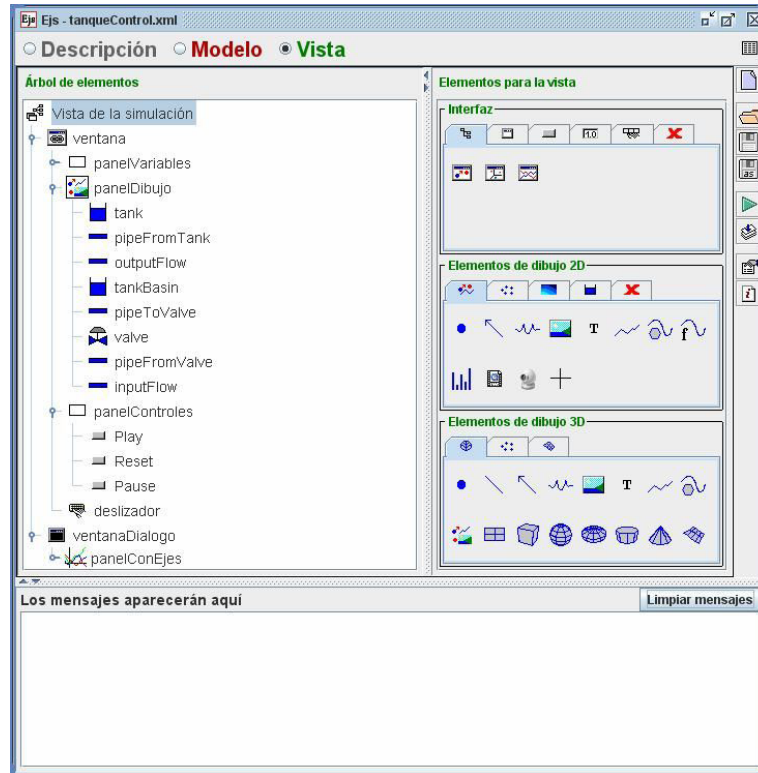 Ejs - tanqueControl.xml
Descripción Modelo Vista
Árbol de elementos
Vista de la simulación
ventana
panelVariables
panelDibujo
tank
pipeFromTank
outputFlow
tankBasin
pipeToValve
valve
pipeFromValve
inputFlow
panelControles
Play
Reset
Pause
deslizador
ventanaDialogo
panelConEjes
Elementos para la vista
Interfaz
Elementos de dibujo 2D
T
f
Elementos de dibujo 3D
T
as
i
Los mensajes aparecerán aquí
Limpiar mensajes